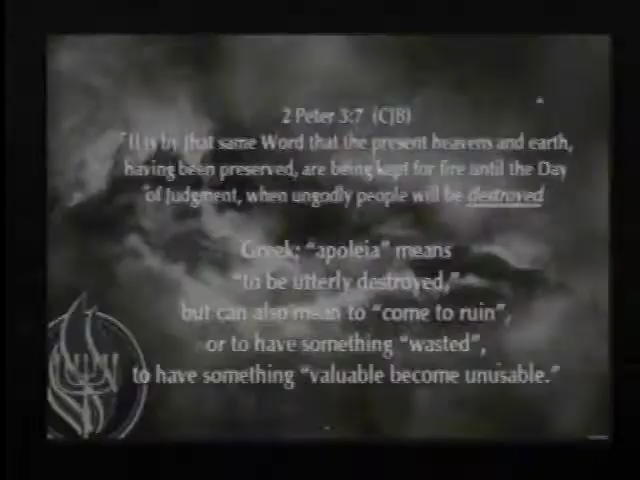 2 Peter 3:7 (CJB)
"It is by that same Word that the present heavens and earth,
having been preserved, are being kept for fire until the Day
of Judgment, when ungodly people will be destroyed
Greek: "apoleia" means
"to be utterly destroyed,"
but can also mean to "come to ruin",
or to have something "wasted",
to have something "valuable become unusable."